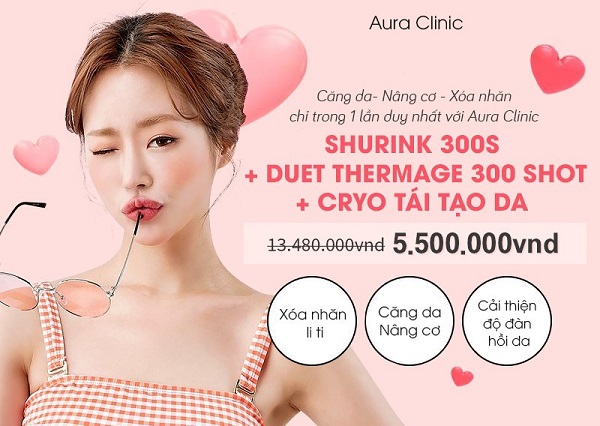 Aura Clinic
Căng da- Nâng cơ - Xóa nhăn
chỉ trong 1 lần duy nhất với Aura Clinic
SHURINK 300S
+ DUET THERMAGE 300 SHOT
+ CRYO TÁI TẠO DA
13.480.000vnd 5.500.000vnd
Xóa nhăn
li ti
Căng da
Nâng cơ
Cải thiện
độ đàn
hồi da